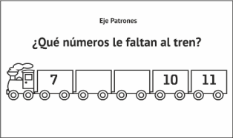 Eje Patrones
¿Qué números le faltan al tren?
7 10 11